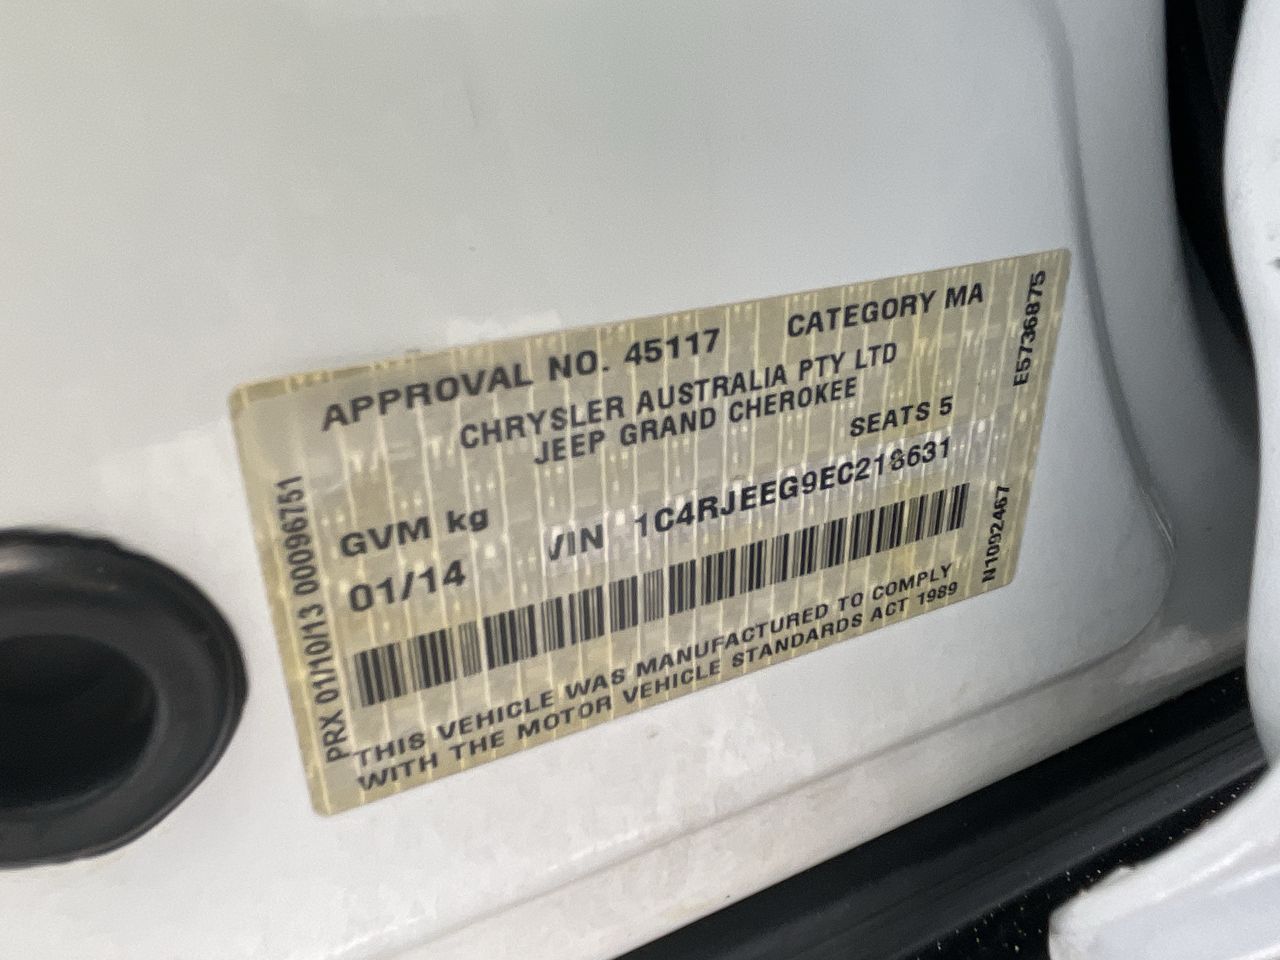 APPROVAL NO. 45117 CATEGORY MA
CHRYSLER AUSTRALIA PTY LTD
JEEP GRAND CHEROKEE
SEATS 5
GVM kg
VIN 1C4RJEEG9EC218631
01/14
THIS VEHICLE WAS MANUFACTURED TO COMPLY
WITH THE MOTOR VEHICLE STANDARDS ACT 1989
PRX 01/10/13 00096751
E5736875
N1092467